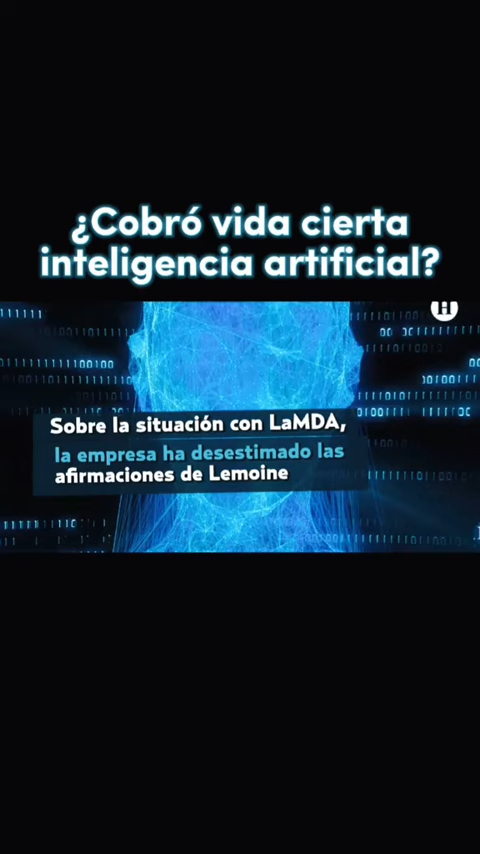 ¿Cobró vida cierta
inteligencia artificial?
H
Sobre la situación con LaMDA,
la empresa ha desestimado las
afirmaciones de Lemoine